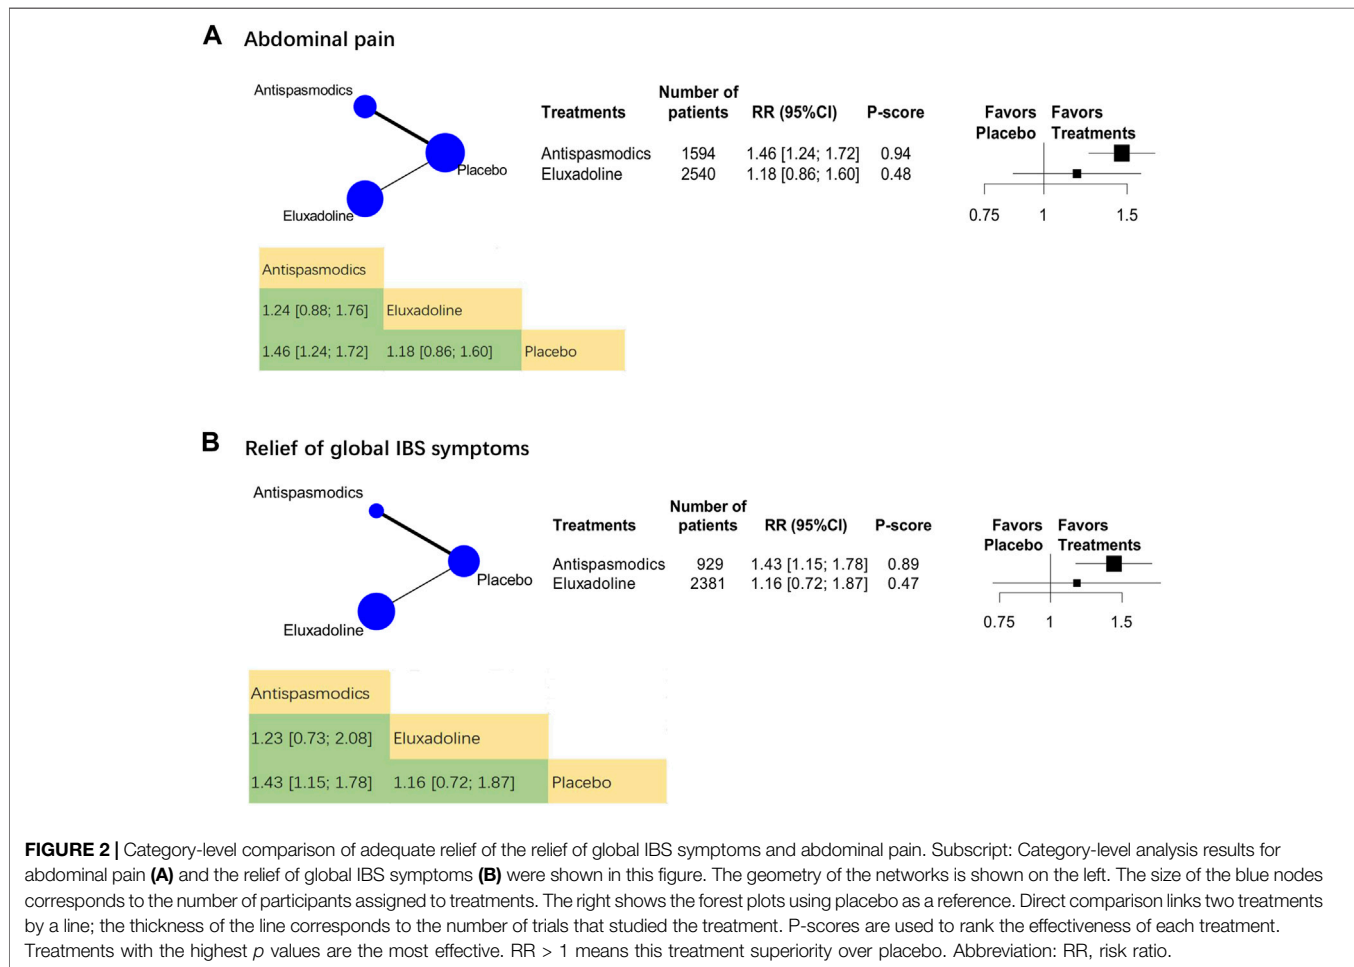 A Abdominal pain
Antispasmodics
Placebo
Eluxadoline
Number of
Treatments patients RR (95%CI) P-score
Antispasmodics 1594 1.46 [1.24; 1.72] 0.94
Eluxadoline 2540 1.18 [0.86; 1.60] 0.48
Favors Favors
Placebo Treatments
0.75 1 1.5
Antispasmodics
1.24 [0.88; 1.76] Eluxadoline
1.46 [1.24; 1.72] 1.18 [0.86; 1.60] Placebo
B Relief of global IBS symptoms
Antispasmodics
Placebo
Eluxadoline
Number of
Treatments patients RR (95%CI) P-score
Antispasmodics 929 1.43 [1.15; 1.78] 0.89
Eluxadoline 2381 1.16 [0.72; 1.87] 0.47
Favors Favors
Placebo Treatments
0.75 1 1.5
Antispasmodics
1.23 [0.73; 2.08] Eluxadoline
1.43 [1.15; 1.78] 1.16 [0.72; 1.87] Placebo
FIGURE 2 | Category-level comparison of adequate relief of the relief of global IBS symptoms and abdominal pain. Subscript: Category-level analysis results for
abdominal pain (A) and the relief of global IBS symptoms (B) were shown in this figure. The geometry of the networks is shown on the left. The size of the blue nodes
corresponds to the number of participants assigned to treatments. The right shows the forest plots using placebo as a reference. Direct comparison links two treatments
by a line; the thickness of the line corresponds to the number of trials that studied the treatment. P-scores are used to rank the effectiveness of each treatment.
Treatments with the highest p values are the most effective. RR > 1 means this treatment superiority over placebo. Abbreviation: RR, risk ratio.